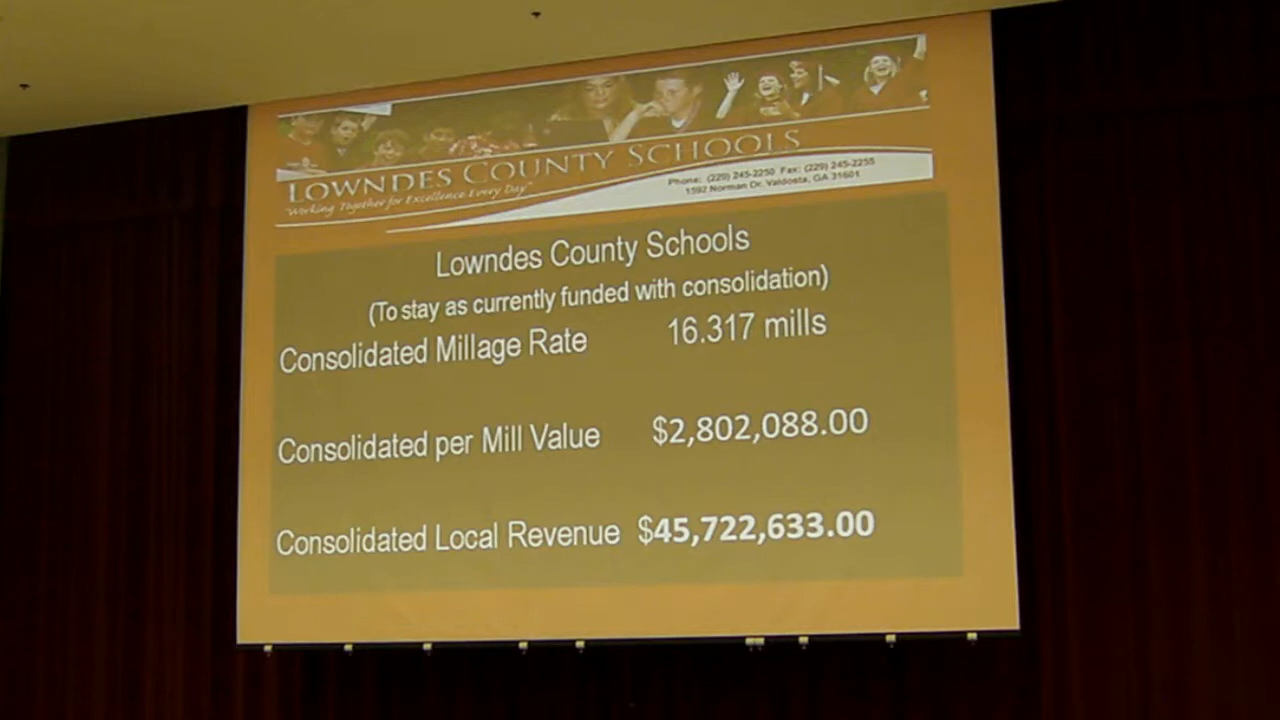 LOWNDES COUNTY SCHOOLS
"Working Together for Excellence Every Day"
Phone: (229) 245-2250 Fax: (229) 245-2255
1592 Norman Dr. Valdosta, GA 31601
Lowndes County Schools
(To stay as currently funded with consolidation)
Consolidated Millage Rate 16.317 mills
Consolidated per Mill Value $2,802,088.00
Consolidated Local Revenue $45,722,633.00